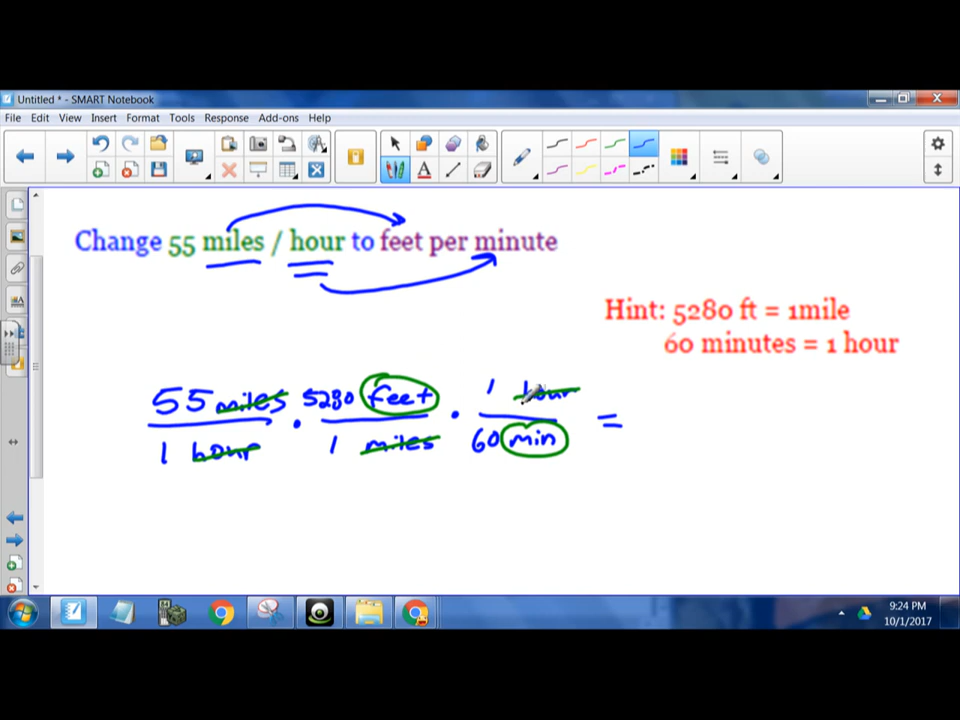 Untitled * - SMART Notebook
File Edit View Insert Format Tools Response Add-ons Help
Change 55 miles / hour to feet per minute
Hint: 5280 ft = 1mile
60 minutes = 1 hour
55 miles 5280 feet 1 hour
· · =
1 hour 1 miles 60 min
9:24 PM
10/1/2017